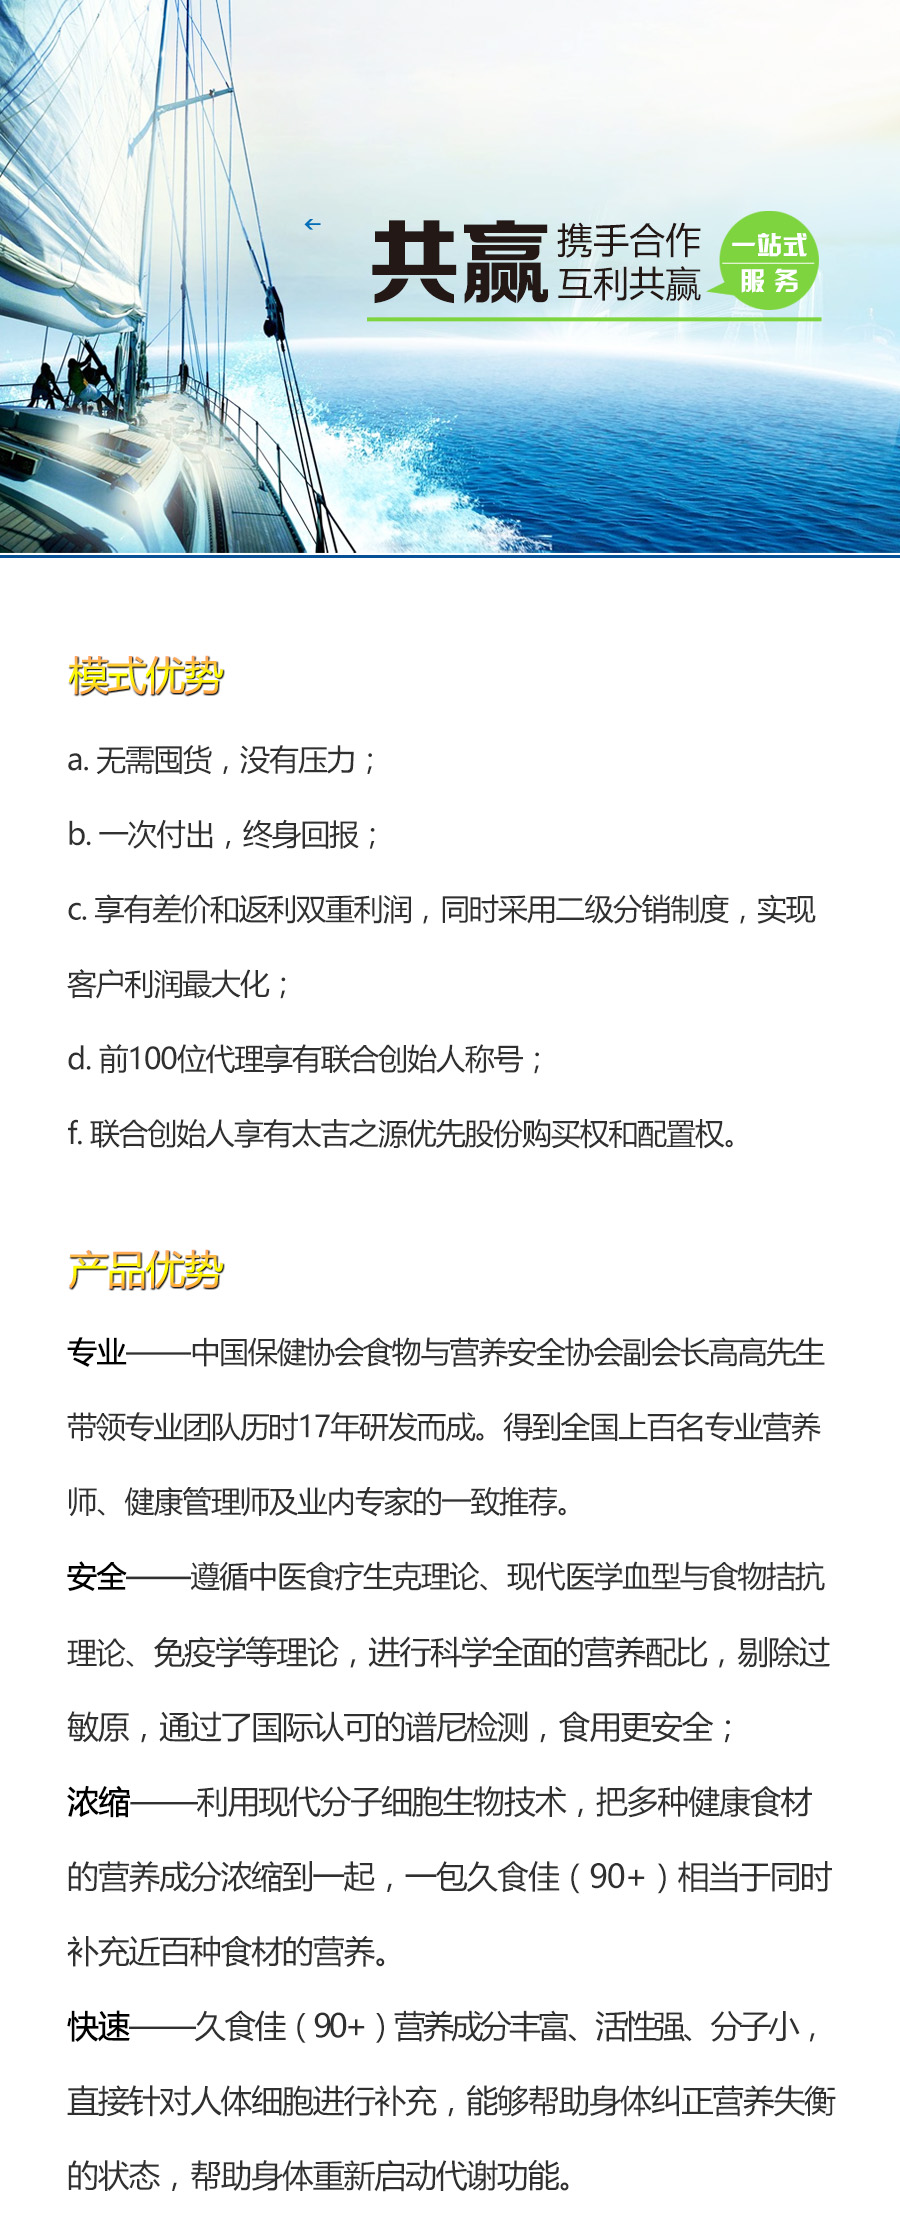 共赢
携手合作
互利共赢
一站式
服务
模式优势
a. 无需囤货，没有压力；
b. 一次付出，终身回报；
c. 享有差价和返利双重利润，同时采用二级分销制度，实现
客户利润最大化；
d. 前100位代理享有联合创始人称号；
f. 联合创始人享有太吉之源优先股份购买权和配置权。
产品优势
专业——中国保健协会食物与营养安全协会副会长高高先生
带领专业团队历时17年研发而成。得到全国上百名专业营养
师、健康管理师及业内专家的一致推荐。
安全——遵循中医食疗生克理论、现代医学血型与食物拮抗
理论、免疫学等理论，进行科学全面的营养配比，剔除过
敏原，通过了国际认可的谱尼检测，食用更安全；
浓缩——利用现代分子细胞生物技术，把多种健康食材
的营养成分浓缩到一起，一包久食佳（90+）相当于同时
补充近百种食材的营养。
快速——久食佳（90+）营养成分丰富、活性强、分子小，
直接针对人体细胞进行补充，能够帮助身体纠正营养失衡
的状态，帮助身体重新启动代谢功能。